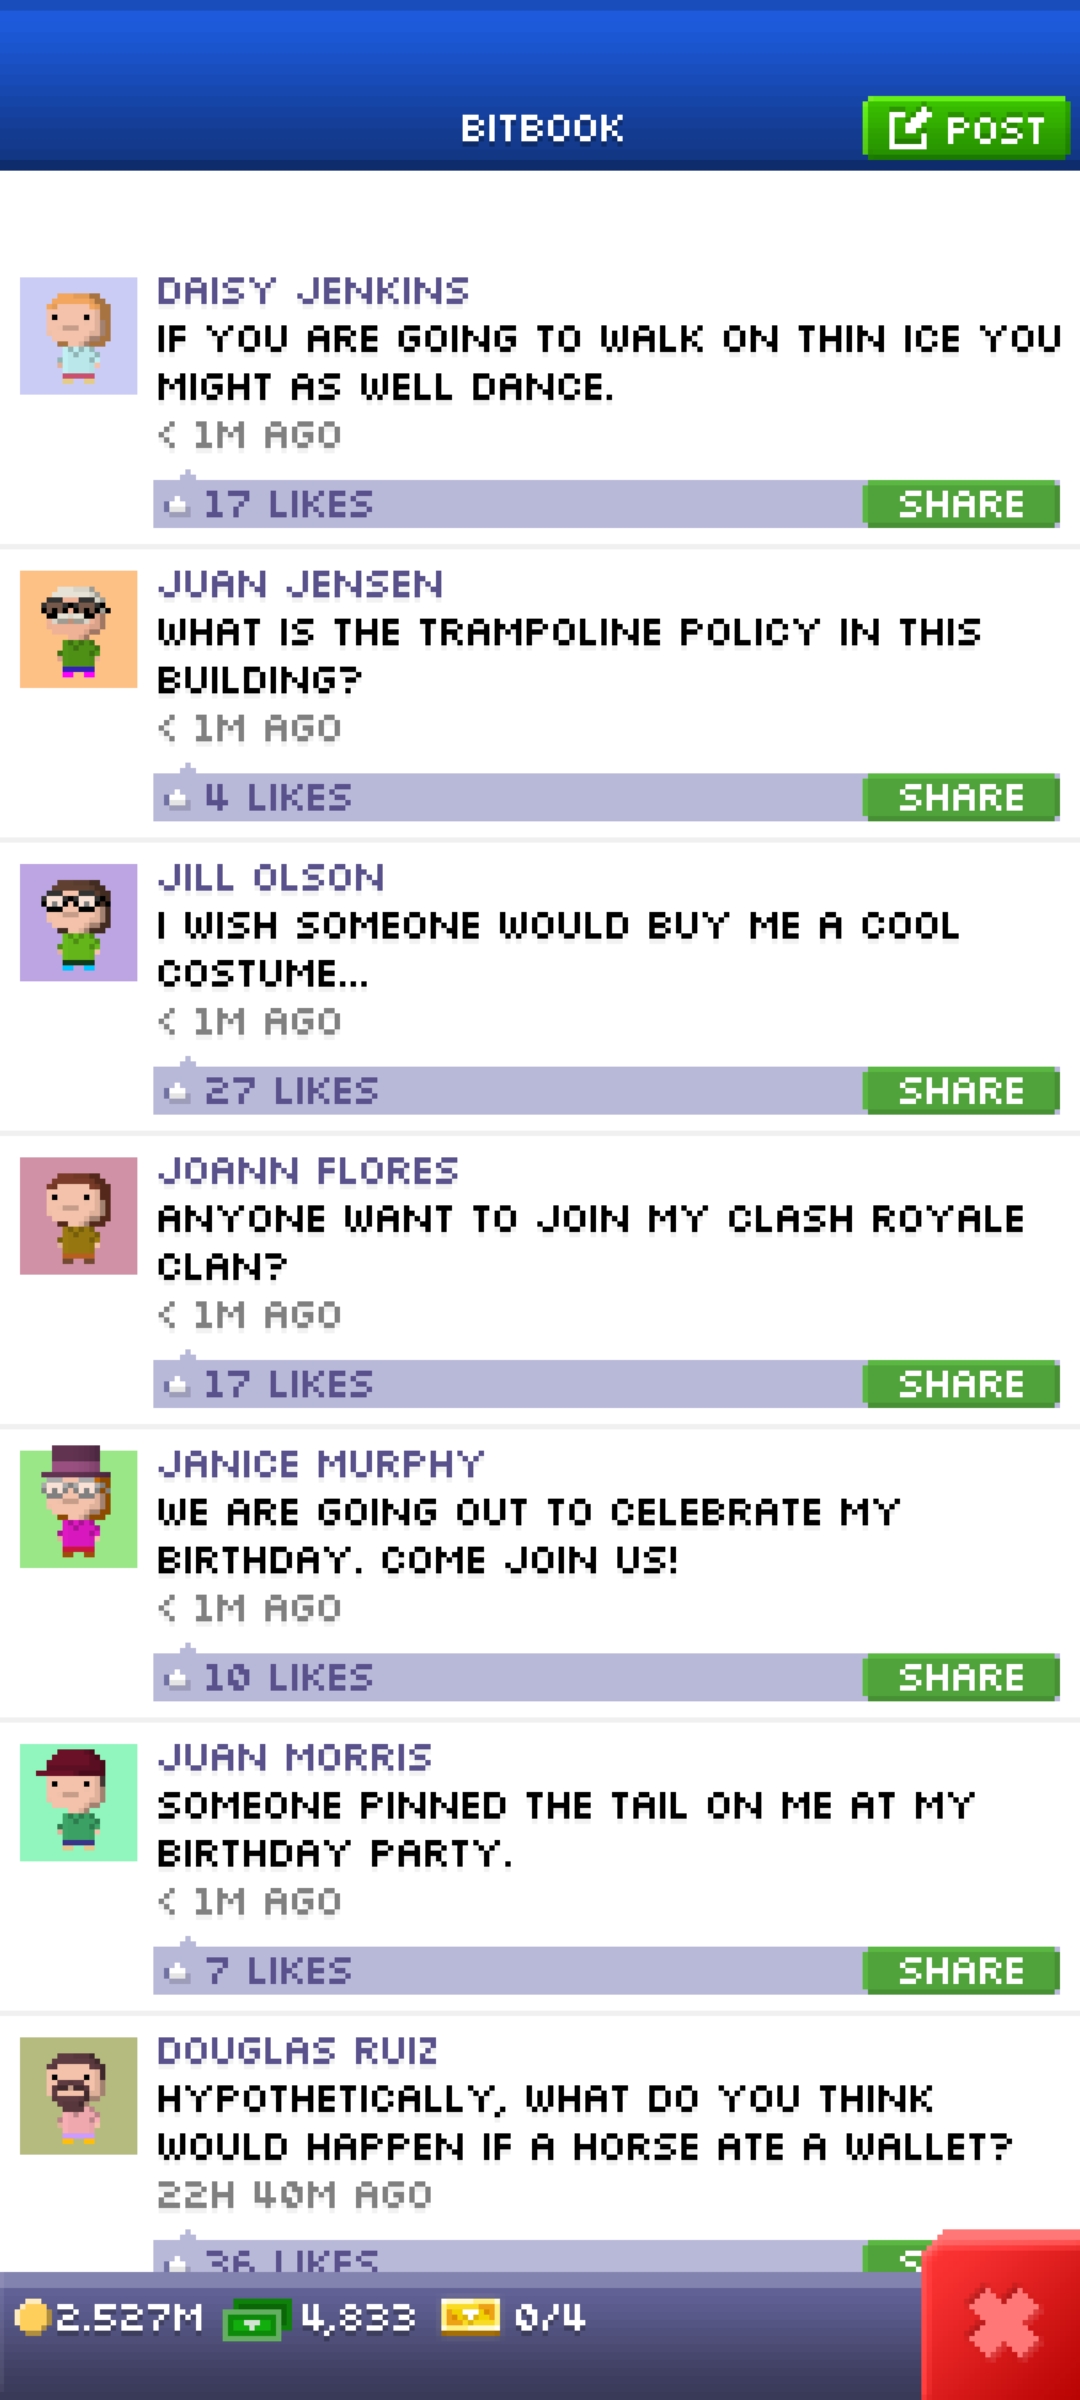 BITBOOK
POST
DAISY JENKINS
IF YOU ARE GOING TO WALK ON THIN ICE YOU
MIGHT AS WELL DANCE.
< 1M AGO
17 LIKES
SHARE
JUAN JENSEN
WHAT IS THE TRAMPOLINE POLICY IN THIS
BUILDING?
< 1M AGO
4 LIKES
SHARE
JILL OLSON
I WISH SOMEONE WOULD BUY ME A COOL
COSTUME...
< 1M AGO
27 LIKES
SHARE
JOANN FLORES
ANYONE WANT TO JOIN MY CLASH ROYALE
CLAN?
< 1M AGO
17 LIKES
SHARE
JANICE MURPHY
WE ARE GOING OUT TO CELEBRATE MY
BIRTHDAY. COME JOIN US!
< 1M AGO
10 LIKES
SHARE
JUAN MORRIS
SOMEONE PINNED THE TAIL ON ME AT MY
BIRTHDAY PARTY.
< 1M AGO
7 LIKES
SHARE
DOUGLAS RUIZ
HYPOTHETICALLY, WHAT DO YOU THINK
WOULD HAPPEN IF A HORSE ATE A WALLET?
22H 40M AGO
36 LIKES
2.527M 4,833 0/4